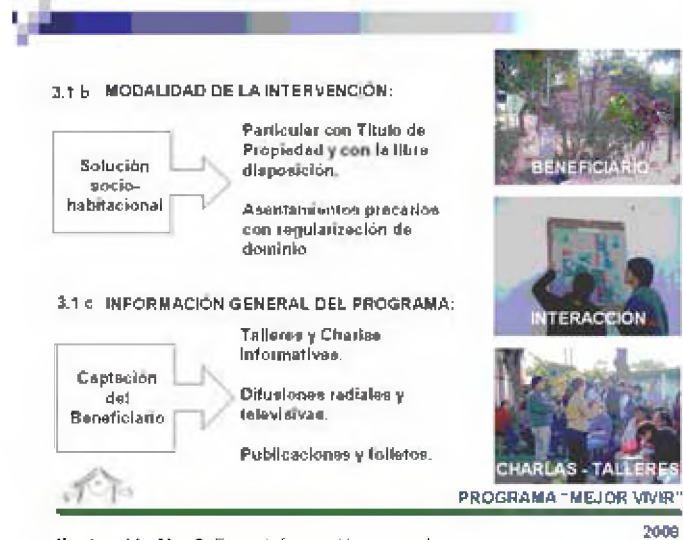 3.1 b MODALIDAD DE LA INTERVENCIÓN:
Solución
socio-
habitacional
Particular con Titulo de
Propiedad y con la libre
disposición.
Asentamientos precarios
con regularización de
dominio
BENEFICIARIO
INTERACCION
3.1 c INFORMACIÓN GENERAL DEL PROGRAMA:
Captación
del
Beneficiario
Talleres y Charlas
Informativas.
Difusiones radiales y
televisivas.
Publicaciones y folletos.
CHARLAS - TALLERES
PROGRAMA "MEJOR VIVIR"
2008